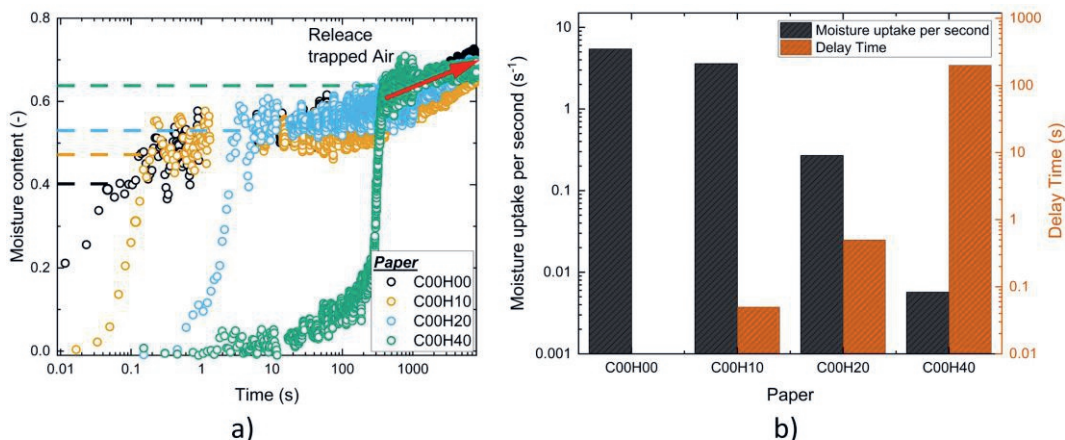 Releace
trapped Air
Moisture content (-)
0.8
0.6
0.4
0.2
0.0
0.01 0.1 1 10 100 1000
Time (s)
Paper
C00H00
C00H10
C00H20
C00H40
a)
Moisture uptake per second
Delay Time
Moisture uptake per second (s⁻¹)
10
1
0.1
0.01
0.001
1000
100
10
1
0.1
0.01
Delay Time (s)
C00H00 C00H10 C00H20 C00H40
Paper
b)